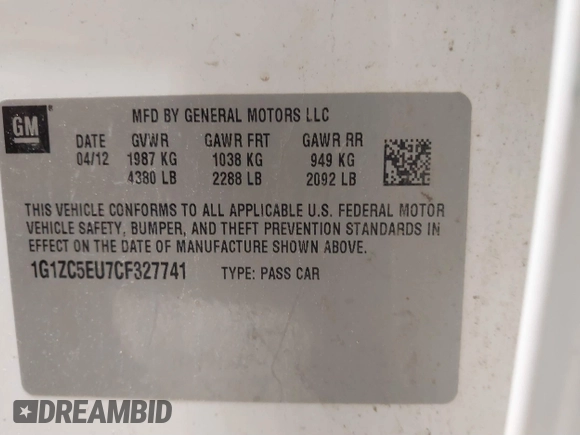 GM
MFD BY GENERAL MOTORS LLC
DATE GVWR GAWR FRT GAWR RR
04/12 1987 KG 1038 KG 949 KG
4380 LB 2288 LB 2092 LB
THIS VEHICLE CONFORMS TO ALL APPLICABLE U.S. FEDERAL MOTOR
VEHICLE SAFETY, BUMPER, AND THEFT PREVENTION STANDARDS IN
EFFECT ON THE DATE OF MANUFACTURE SHOWN ABOVE.
1G1ZC5EU7CF327741 TYPE: PASS CAR
DREAMBID